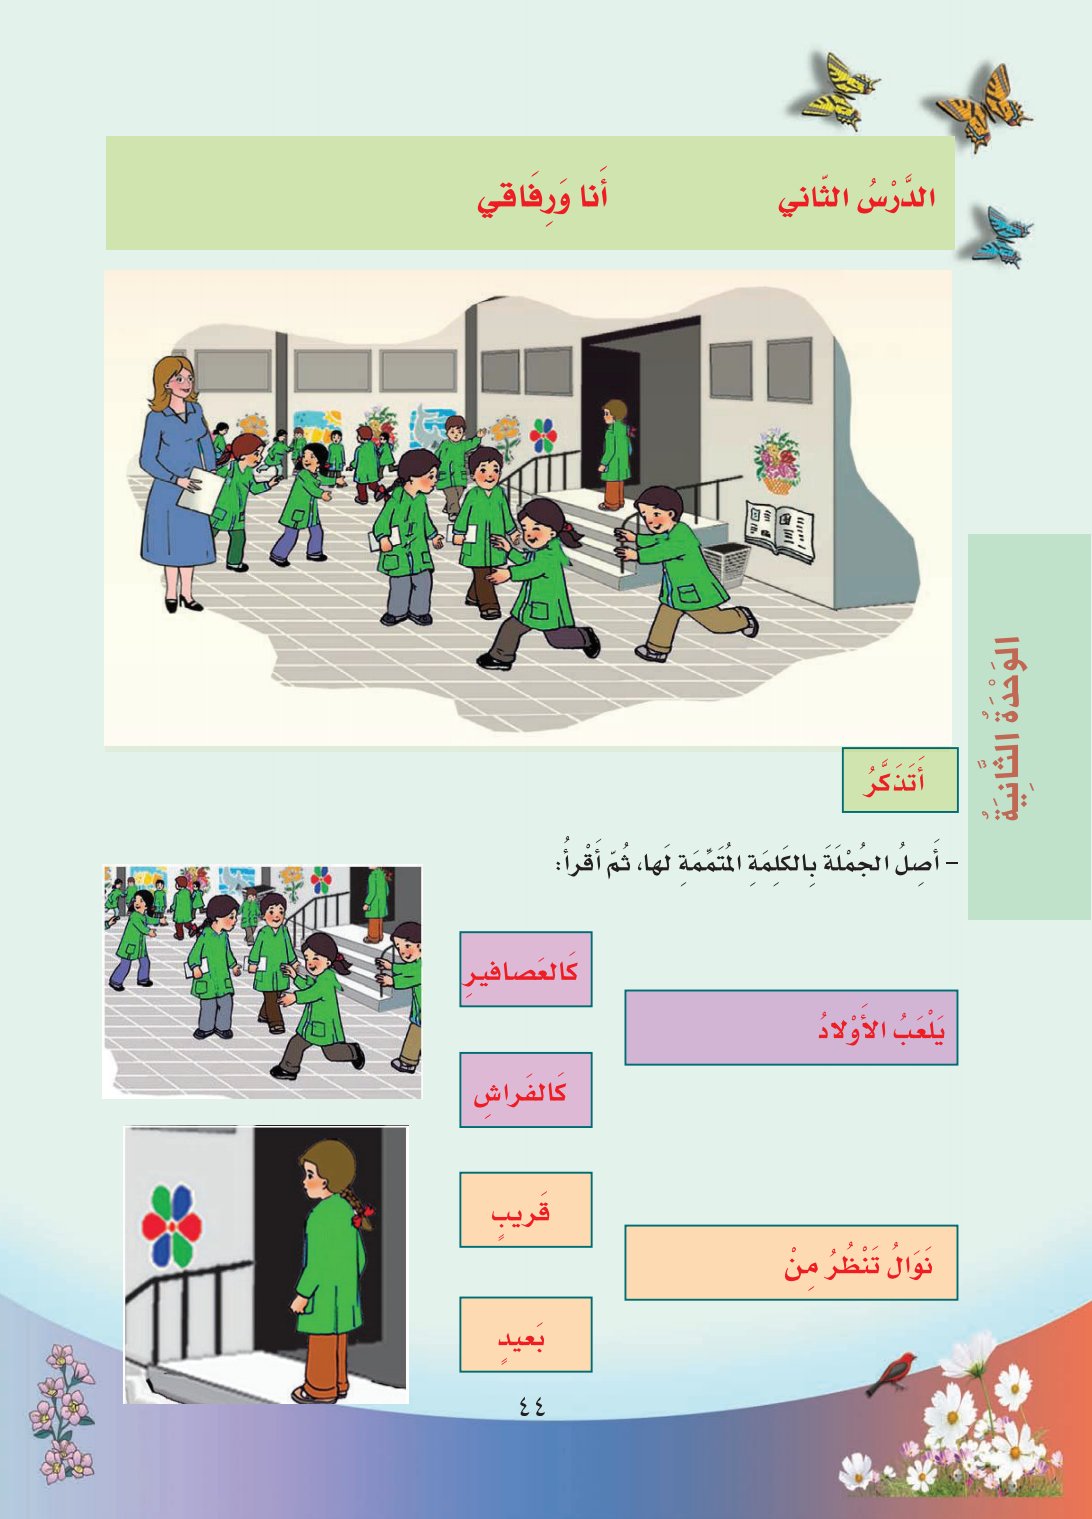 الدَّرْسُ الثّاني أَنا وَرِفَاقي
الوَحْدَةُ الثَّانِيَةُ
أَتَذَكَّرُ
– أَصِلُ الجُمْلَةَ بِالكَلِمَةِ المُتَمِّمَةِ لَها، ثُمّ أَقْرأُ:
كَالعَصافيرِ
يَلْعَبُ الأَوْلادُ
كَالفَراشِ
قَريبٍ
نَوَالُ تَنْظُرُ مِنْ
بَعيدٍ
٤٤